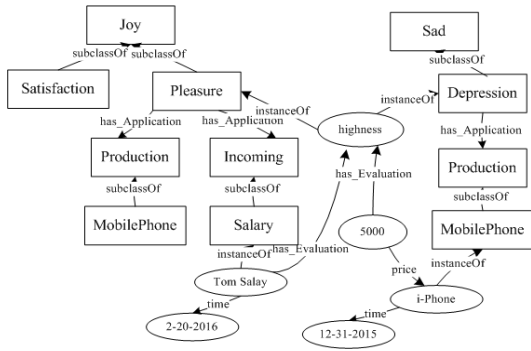 Joy
Sad
subclassOf
subclassOf
subclassOf
Satisfaction
Pleasure
instanceOf
instanceOf
Depression
has_Application
has_Application
highness
has_Application
Production
Incoming
Production
has_Evaluation
subclassOf
subclassOf
subclassOf
MobilePhone
Salary
5000
MobilePhone
instanceOf
has_Evaluation
instanceOf
Tom Salay
price
i-Phone
time
time
2-20-2016
12-31-2015